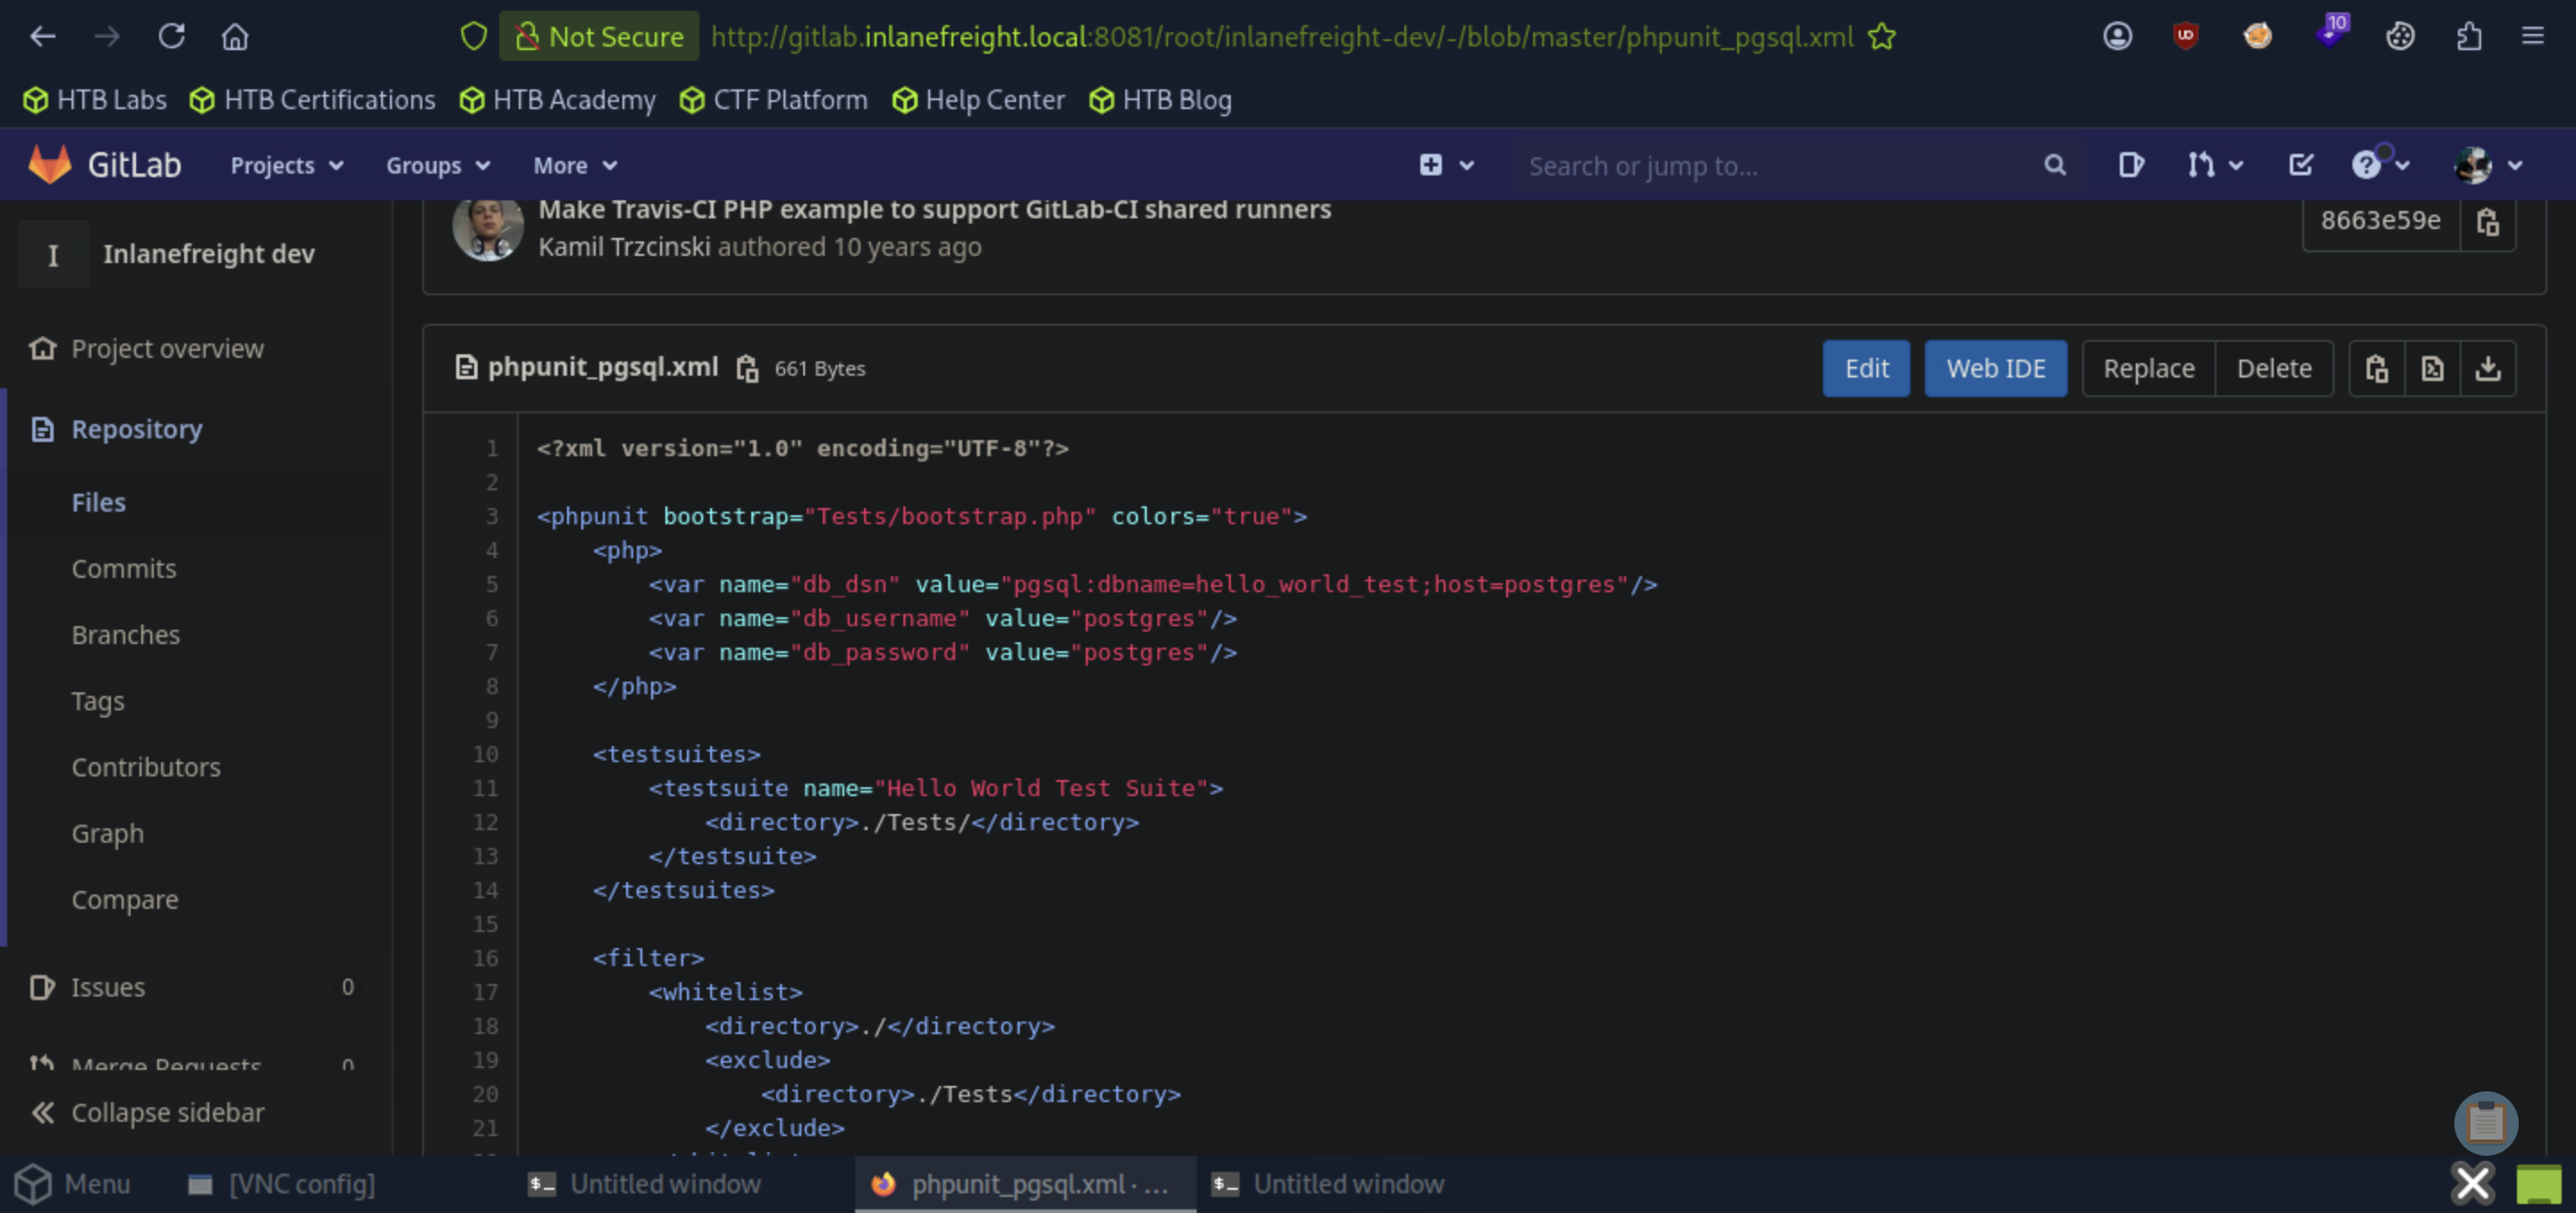 Not Secure http://gitlab.inlanefreight.local:8081/root/inlanefreight-dev/-/blob/master/phpunit_pgsql.xml
UD
10
HTB Labs HTB Certifications HTB Academy CTF Platform Help Center HTB Blog
GitLab Projects Groups More Search or jump to...
I Inlanefreight dev
Project overview
Repository
Files
Commits
Branches
Tags
Contributors
Graph
Compare
Issues 0
Merge Requests 0
Collapse sidebar
Make Travis-CI PHP example to support GitLab-CI shared runners
Kamil Trzcinski authored 10 years ago
8663e59e
phpunit_pgsql.xml 661 Bytes Edit Web IDE Replace Delete
1 <?xml version="1.0" encoding="UTF-8"?>
2
3 <phpunit bootstrap="Tests/bootstrap.php" colors="true">
4     <php>
5         <var name="db_dsn" value="pgsql:dbname=hello_world_test;host=postgres"/>
6         <var name="db_username" value="postgres"/>
7         <var name="db_password" value="postgres"/>
8     </php>
9
10     <testsuites>
11         <testsuite name="Hello World Test Suite">
12             <directory>./Tests/</directory>
13         </testsuite>
14     </testsuites>
15
16     <filter>
17         <whitelist>
18             <directory>./</directory>
19             <exclude>
20                 <directory>./Tests</directory>
21             </exclude>
Menu [VNC config] Untitled window phpunit_pgsql.xml · ... Untitled window